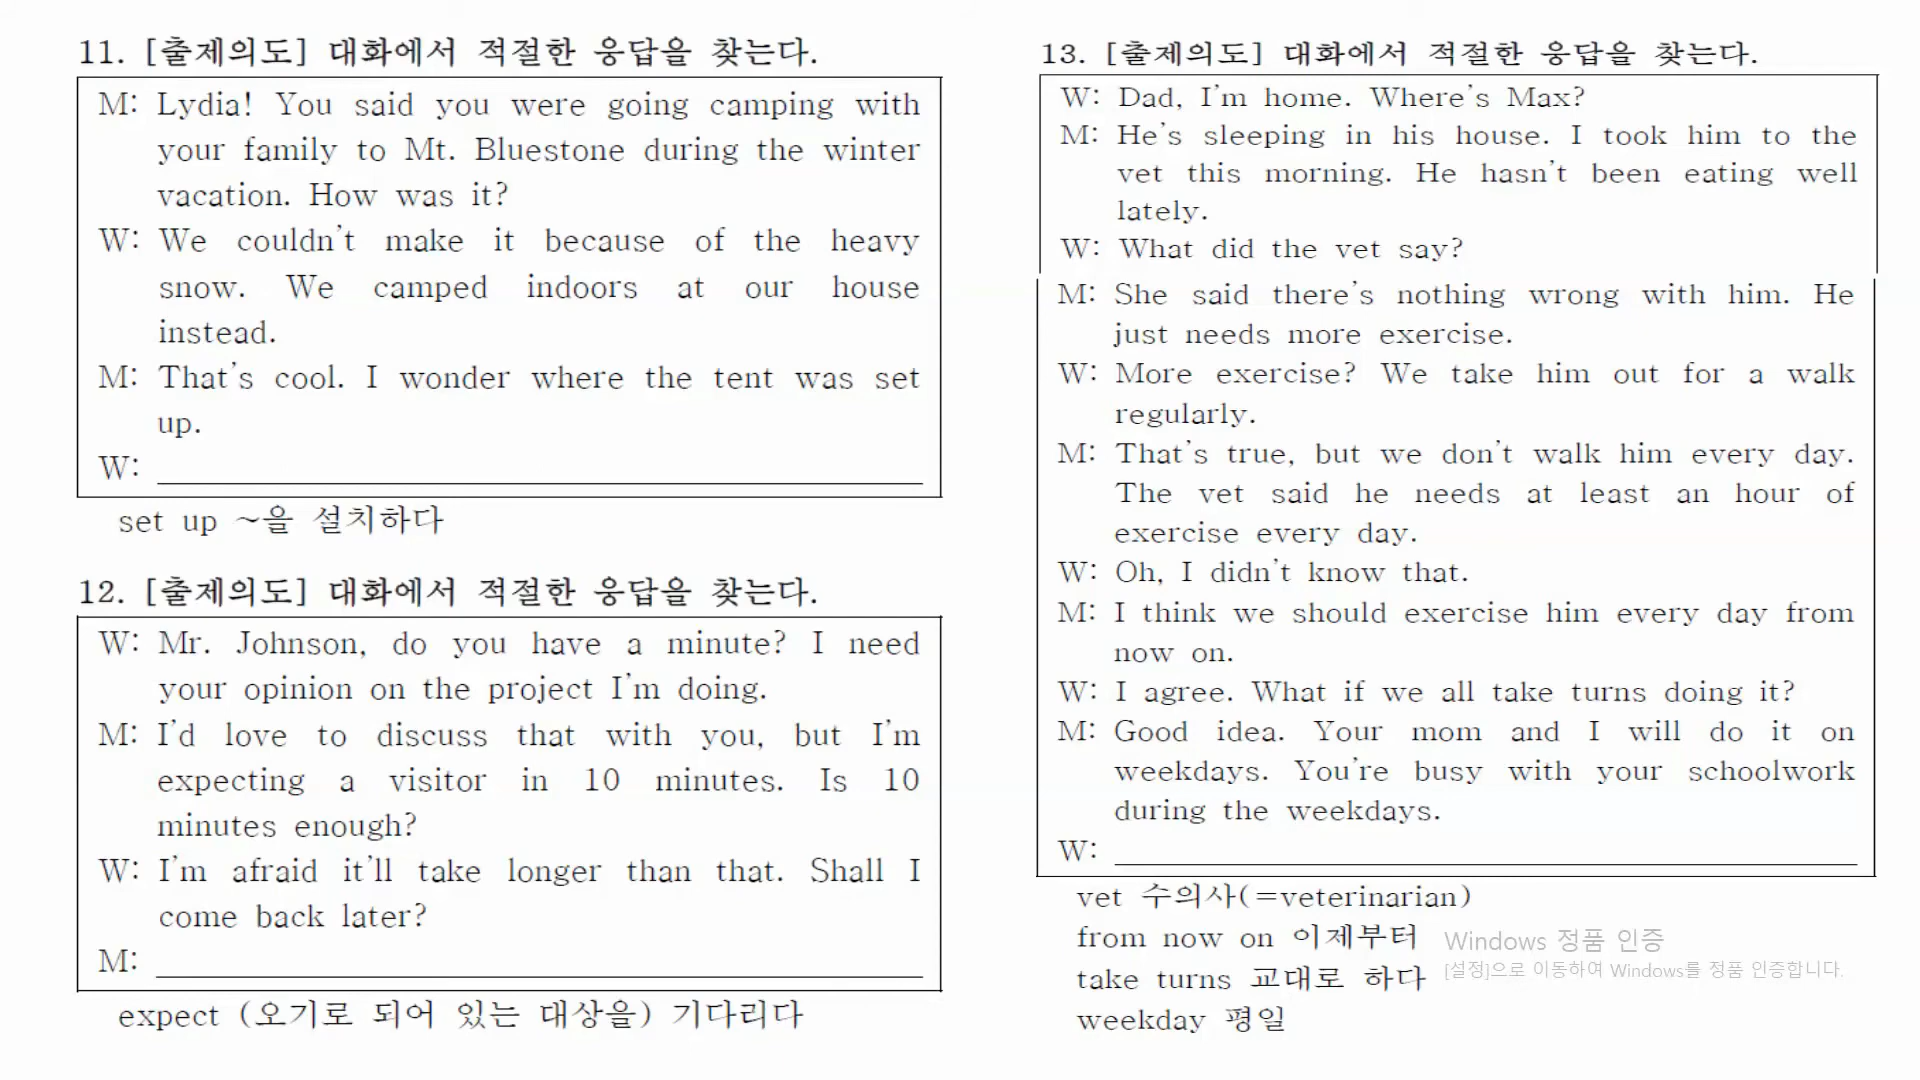 11. [출제의도] 대화에서 적절한 응답을 찾는다.
M: Lydia! You said you were going camping with
your family to Mt. Bluestone during the winter
vacation. How was it?
W: We couldn't make it because of the heavy
snow. We camped indoors at our house
instead.
M: That's cool. I wonder where the tent was set
up.
W:
set up ~을 설치하다
12. [출제의도] 대화에서 적절한 응답을 찾는다.
W: Mr. Johnson, do you have a minute? I need
your opinion on the project I'm doing.
M: I'd love to discuss that with you, but I'm
expecting a visitor in 10 minutes. Is 10
minutes enough?
W: I'm afraid it'll take longer than that. Shall I
come back later?
M:
expect (오기로 되어 있는 대상을) 기다리다
13. [출제의도] 대화에서 적절한 응답을 찾는다.
W: Dad, I'm home. Where's Max?
M: He's sleeping in his house. I took him to the
vet this morning. He hasn't been eating well
lately.
W: What did the vet say?
M: She said there's nothing wrong with him. He
just needs more exercise.
W: More exercise? We take him out for a walk
regularly.
M: That's true, but we don't walk him every day.
The vet said he needs at least an hour of
exercise every day.
W: Oh, I didn't know that.
M: I think we should exercise him every day from
now on.
W: I agree. What if we all take turns doing it?
M: Good idea. Your mom and I will do it on
weekdays. You're busy with your schoolwork
during the weekdays.
W:
vet 수의사(=veterinarian)
from now on 이제부터
take turns 교대로 하다
weekday 평일
Windows 정품 인증
[설정]으로 이동하여 Windows를 정품 인증합니다.